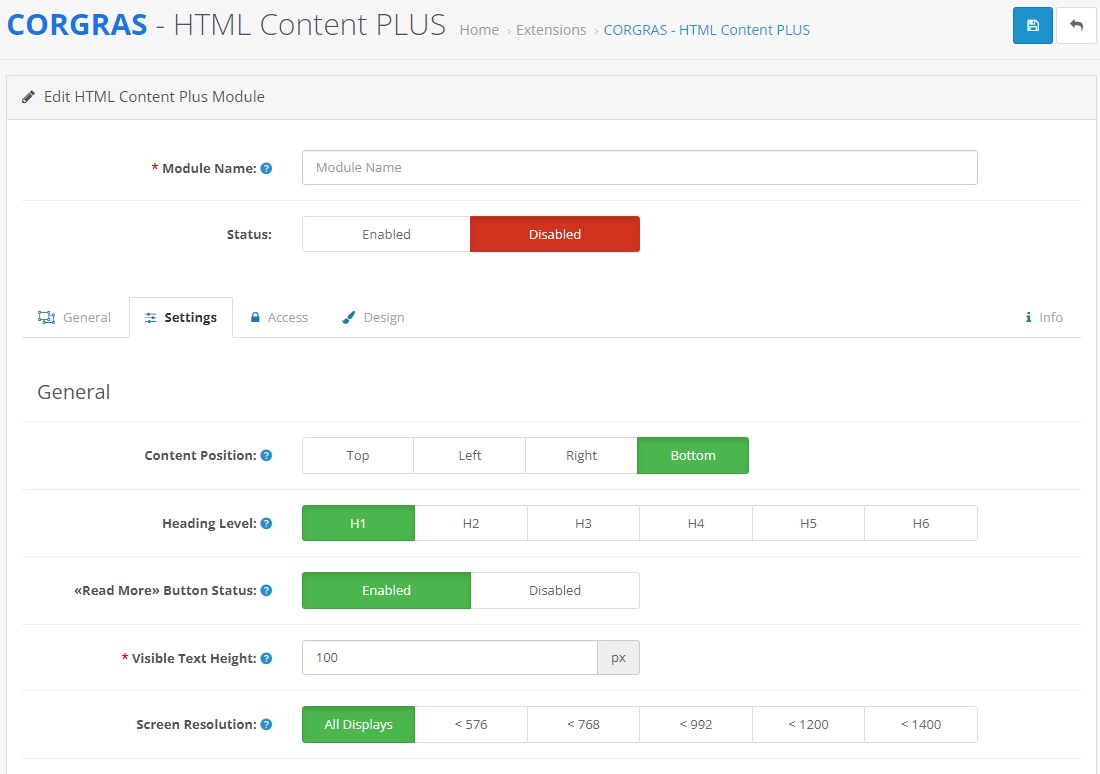 CORGRAS - HTML Content PLUS Home › Extensions › CORGRAS - HTML Content PLUS
Edit HTML Content Plus Module
* Module Name: ? Module Name
Status: Enabled Disabled
General Settings Access Design i Info
General
Content Position: ? Top Left Right Bottom
Heading Level: ? H1 H2 H3 H4 H5 H6
«Read More» Button Status: ? Enabled Disabled
* Visible Text Height: ? 100 px
Screen Resolution: ? All Displays < 576 < 768 < 992 < 1200 < 1400